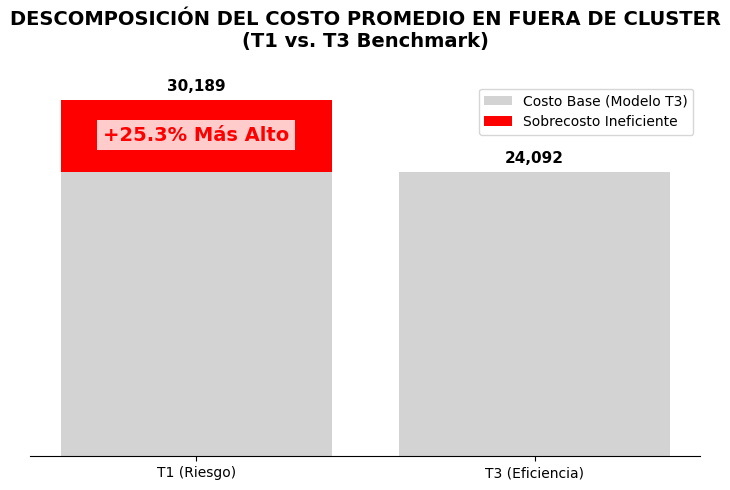 DESCOMPOSICIÓN DEL COSTO PROMEDIO EN FUERA DE CLUSTER
(T1 vs. T3 Benchmark)
30,189
Costo Base (Modelo T3)
Sobrecosto Ineficiente
+25.3% Más Alto
24,092
T1 (Riesgo)
T3 (Eficiencia)